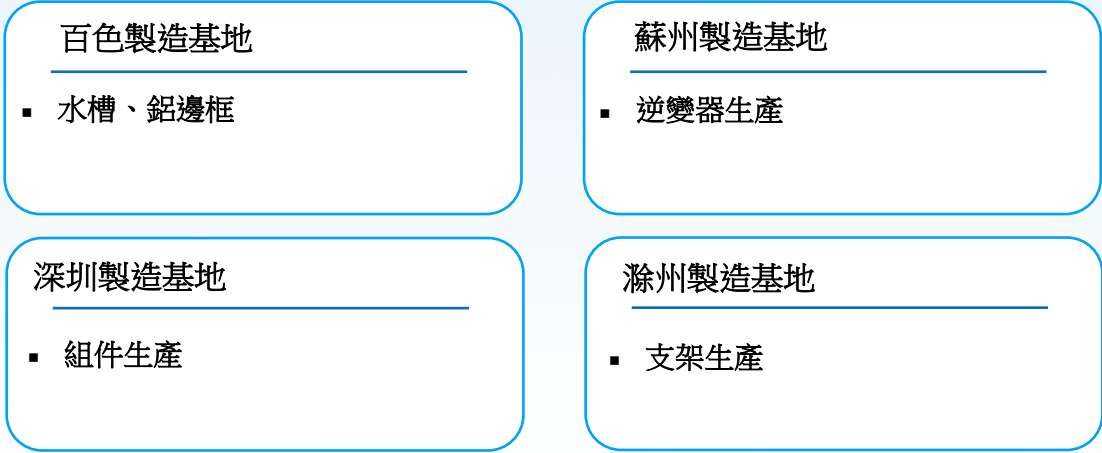 百色製造基地
▪ 水槽、鋁邊框
蘇州製造基地
▪ 逆變器生產
深圳製造基地
▪ 組件生產
滁州製造基地
▪ 支架生產